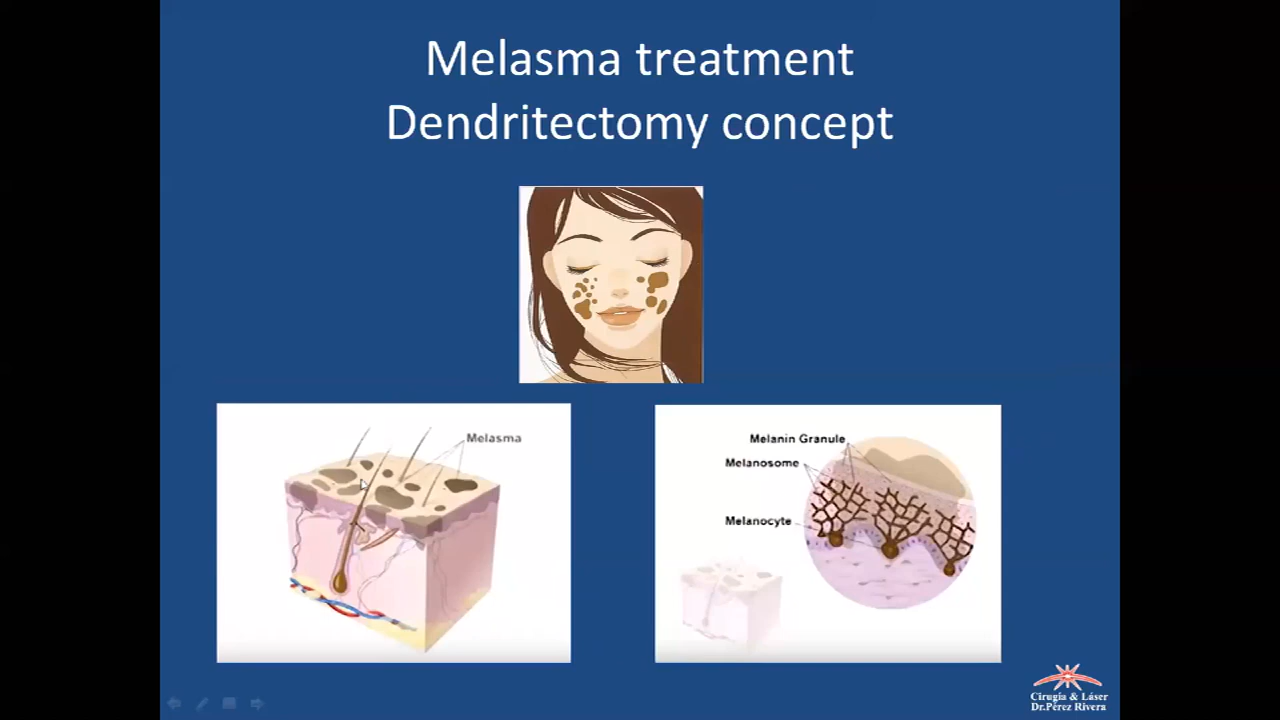 Melasma treatment
Dendritectomy concept
Melasma
Melanin Granule
Melanosome
Melanocyte
Cirugía & Láser
Dr.Pérez Rivera